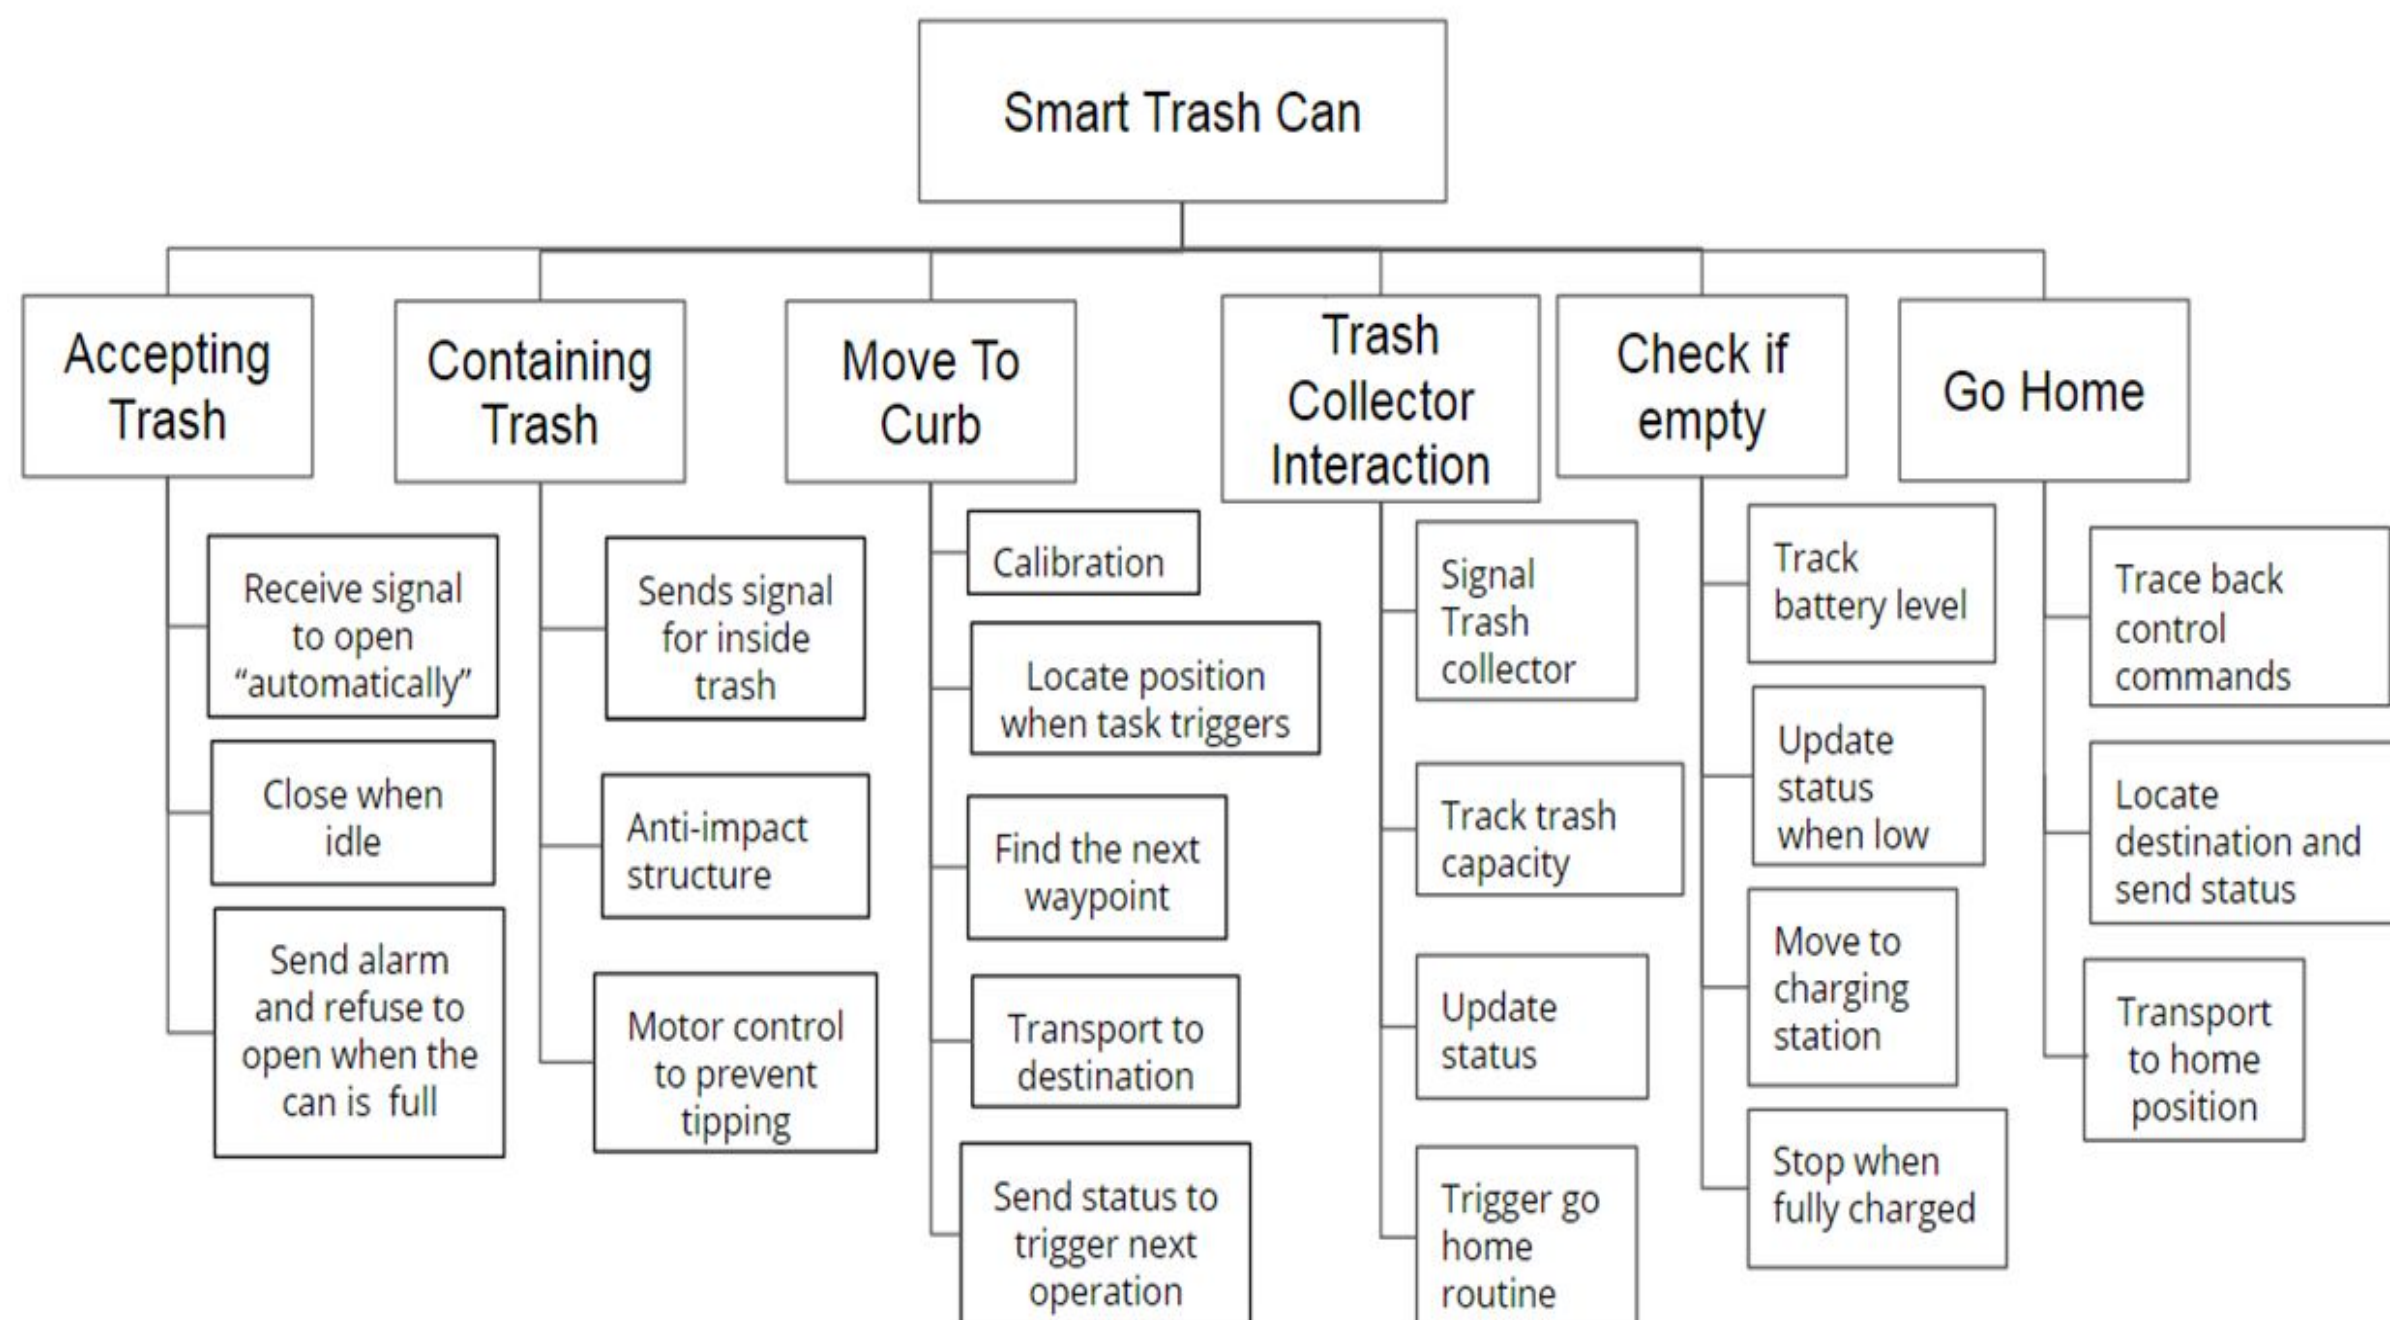 Smart Trash Can
Accepting
Trash
Containing
Trash
Move To
Curb
Trash
Collector
Interaction
Check if
empty
Go Home
Receive signal
to open
“automatically”
Close when
idle
Send alarm
and refuse to
open when the
can is full
Sends signal
for inside
trash
Anti-impact
structure
Motor control
to prevent
tipping
Calibration
Locate position
when task triggers
Find the next
waypoint
Transport to
destination
Send status to
trigger next
operation
Signal
Trash
collector
Track trash
capacity
Update
status
Trigger go
home
routine
Track
battery level
Update
status
when low
Move to
charging
station
Stop when
fully charged
Trace back
control
commands
Locate
destination and
send status
Transport
to home
position